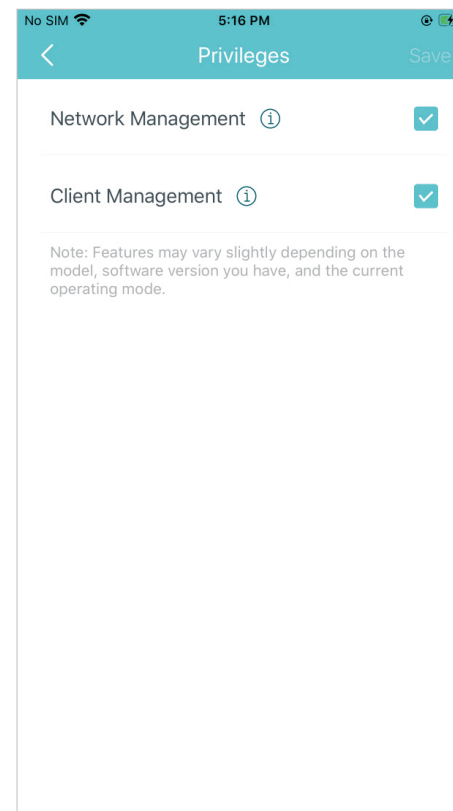 No SIM 5:16 PM
Privileges Save
Network Management
Client Management
Note: Features may vary slightly depending on the
model, software version you have, and the current
operating mode.